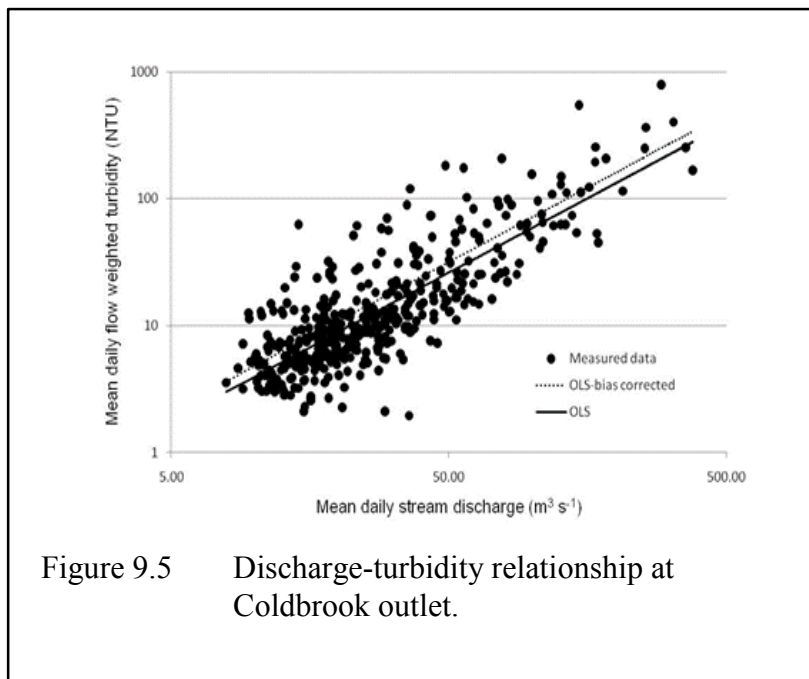 1000
100
10
1
Mean daily flow weighted turbidity (NTU)
Measured data
OLS-bias corrected
OLS
5.00 50.00 500.00
Mean daily stream discharge (m³ s⁻¹)
Figure 9.5 Discharge-turbidity relationship at
Coldbrook outlet.